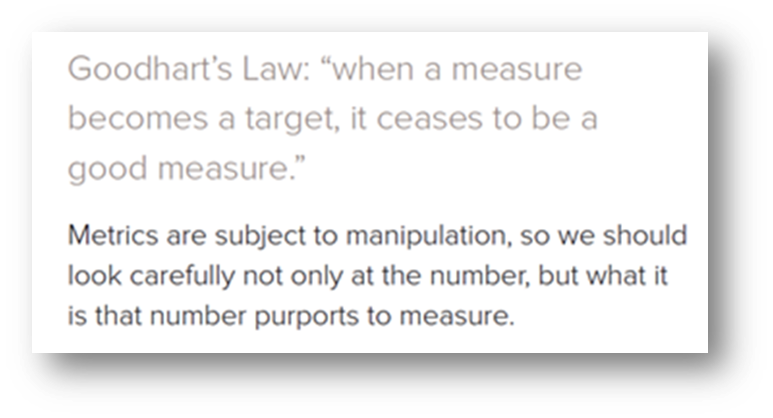 Goodhart’s Law: “when a measure
becomes a target, it ceases to be a
good measure.”
Metrics are subject to manipulation, so we should
look carefully not only at the number, but what it
is that number purports to measure.